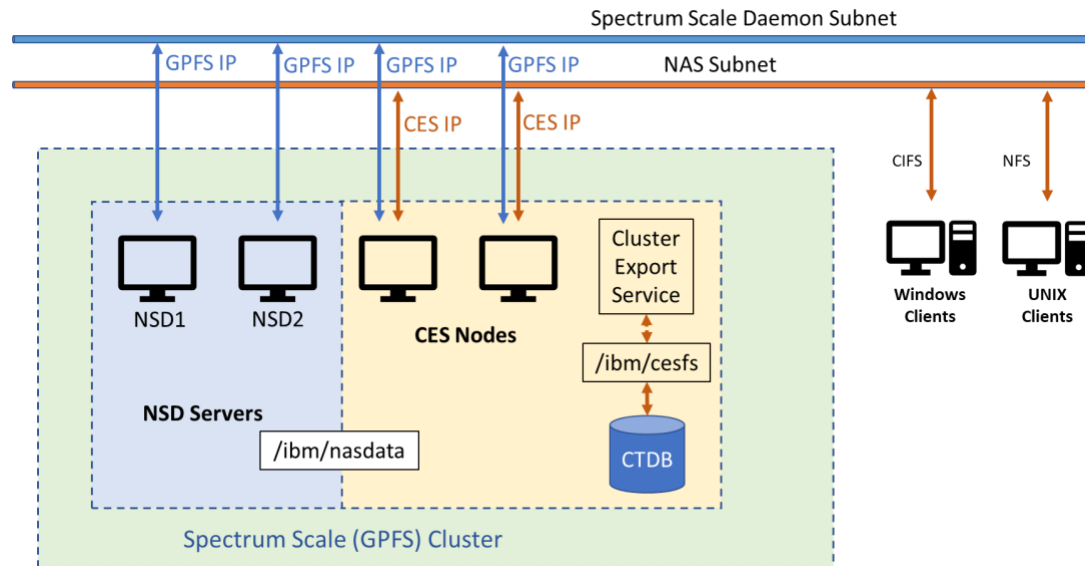 Spectrum Scale Daemon Subnet
GPFS IP
GPFS IP
GPFS IP
GPFS IP
NAS Subnet
CES IP
CES IP
CIFS
NFS
Cluster
Export
Service
NSD1
NSD2
CES Nodes
Windows
Clients
UNIX
Clients
/ibm/cesfs
NSD Servers
/ibm/nasdata
CTDB
Spectrum Scale (GPFS) Cluster